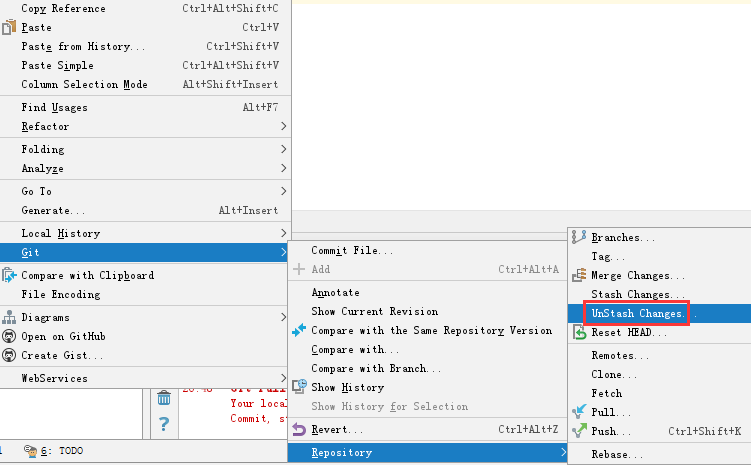 Copy Reference Ctrl+Alt+Shift+C
Paste Ctrl+V
Paste from History... Ctrl+Shift+V
Paste Simple Ctrl+Alt+Shift+V
Column Selection Mode Alt+Shift+Insert
Find Usages Alt+F7
Refactor
Folding
Analyze
Go To
Generate... Alt+Insert
Local History
Git
Compare with Clipboard
File Encoding
Diagrams
Open on GitHub
Create Gist...
WebServices
Commit File...
Add Ctrl+Alt+A
Annotate
Show Current Revision
Compare with the Same Repository Version
Compare with...
Compare with Branch...
Show History
Show History for Selection
Revert... Ctrl+Alt+Z
Repository
Branches...
Tag...
Merge Changes...
Stash Changes...
UnStash Changes...
Reset HEAD...
Remotes...
Clone...
Fetch
Pull...
Push... Ctrl+Shift+K
Rebase...
Your loca
Commit, s
6: TODO